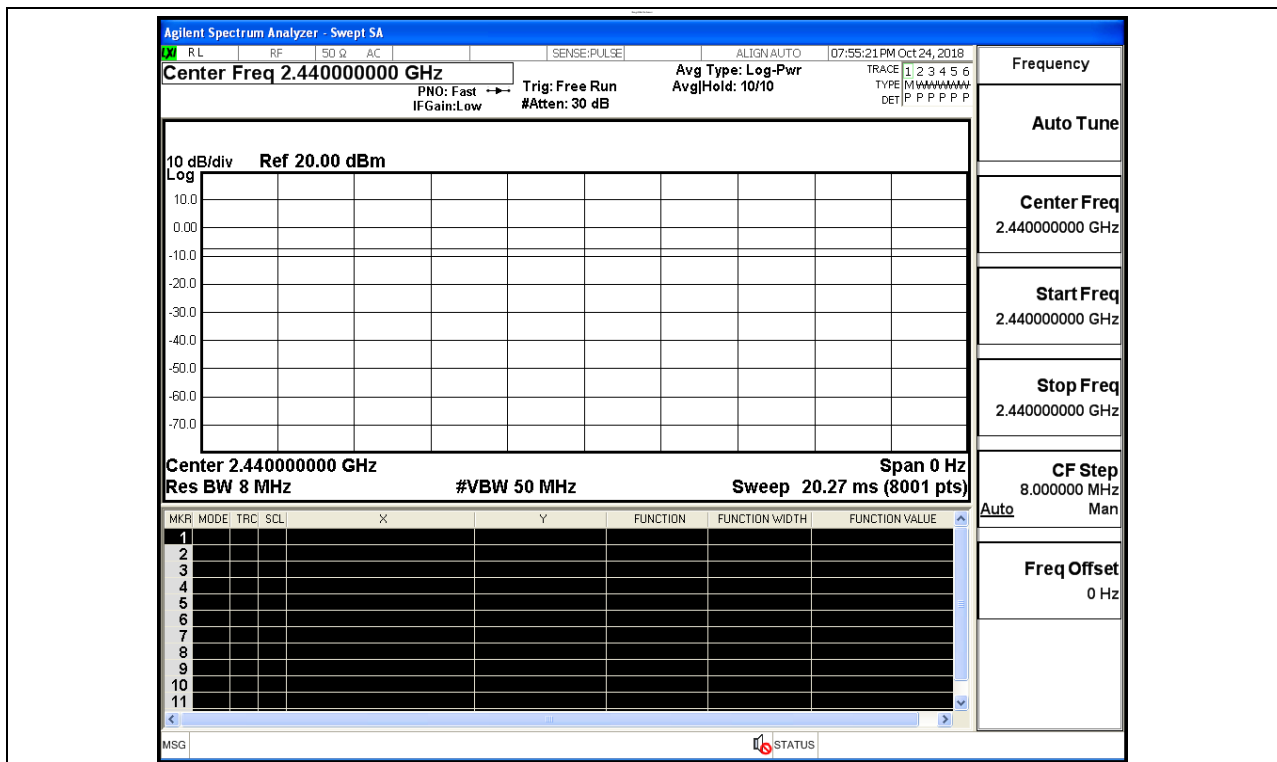 Agilent Spectrum Analyzer - Swept SA
LXI RL RF 50 Ω AC SENSE:PULSE ALIGN AUTO 07:55:21 PM Oct 24, 2018
Center Freq 2.440000000 GHz
PNO: Fast
IFGain:Low
Trig: Free Run
#Atten: 30 dB
Avg Type: Log-Pwr
Avg|Hold: 10/10
TRACE 1 2 3 4 5 6
TYPE M WWWWW
DET P P P P P P
10 dB/div Ref 20.00 dBm
Log
10.0
0.00
-10.0
-20.0
-30.0
-40.0
-50.0
-60.0
-70.0
Center 2.440000000 GHz Span 0 Hz
Res BW 8 MHz #VBW 50 MHz Sweep 20.27 ms (8001 pts)
MKR MODE TRC SCL X Y FUNCTION FUNCTION WIDTH FUNCTION VALUE
1
2
3
4
5
6
7
8
9
10
11
MSG STATUS
Frequency
Auto Tune
Center Freq
2.440000000 GHz
Start Freq
2.440000000 GHz
Stop Freq
2.440000000 GHz
CF Step
8.000000 MHz
Auto Man
Freq Offset
0 Hz